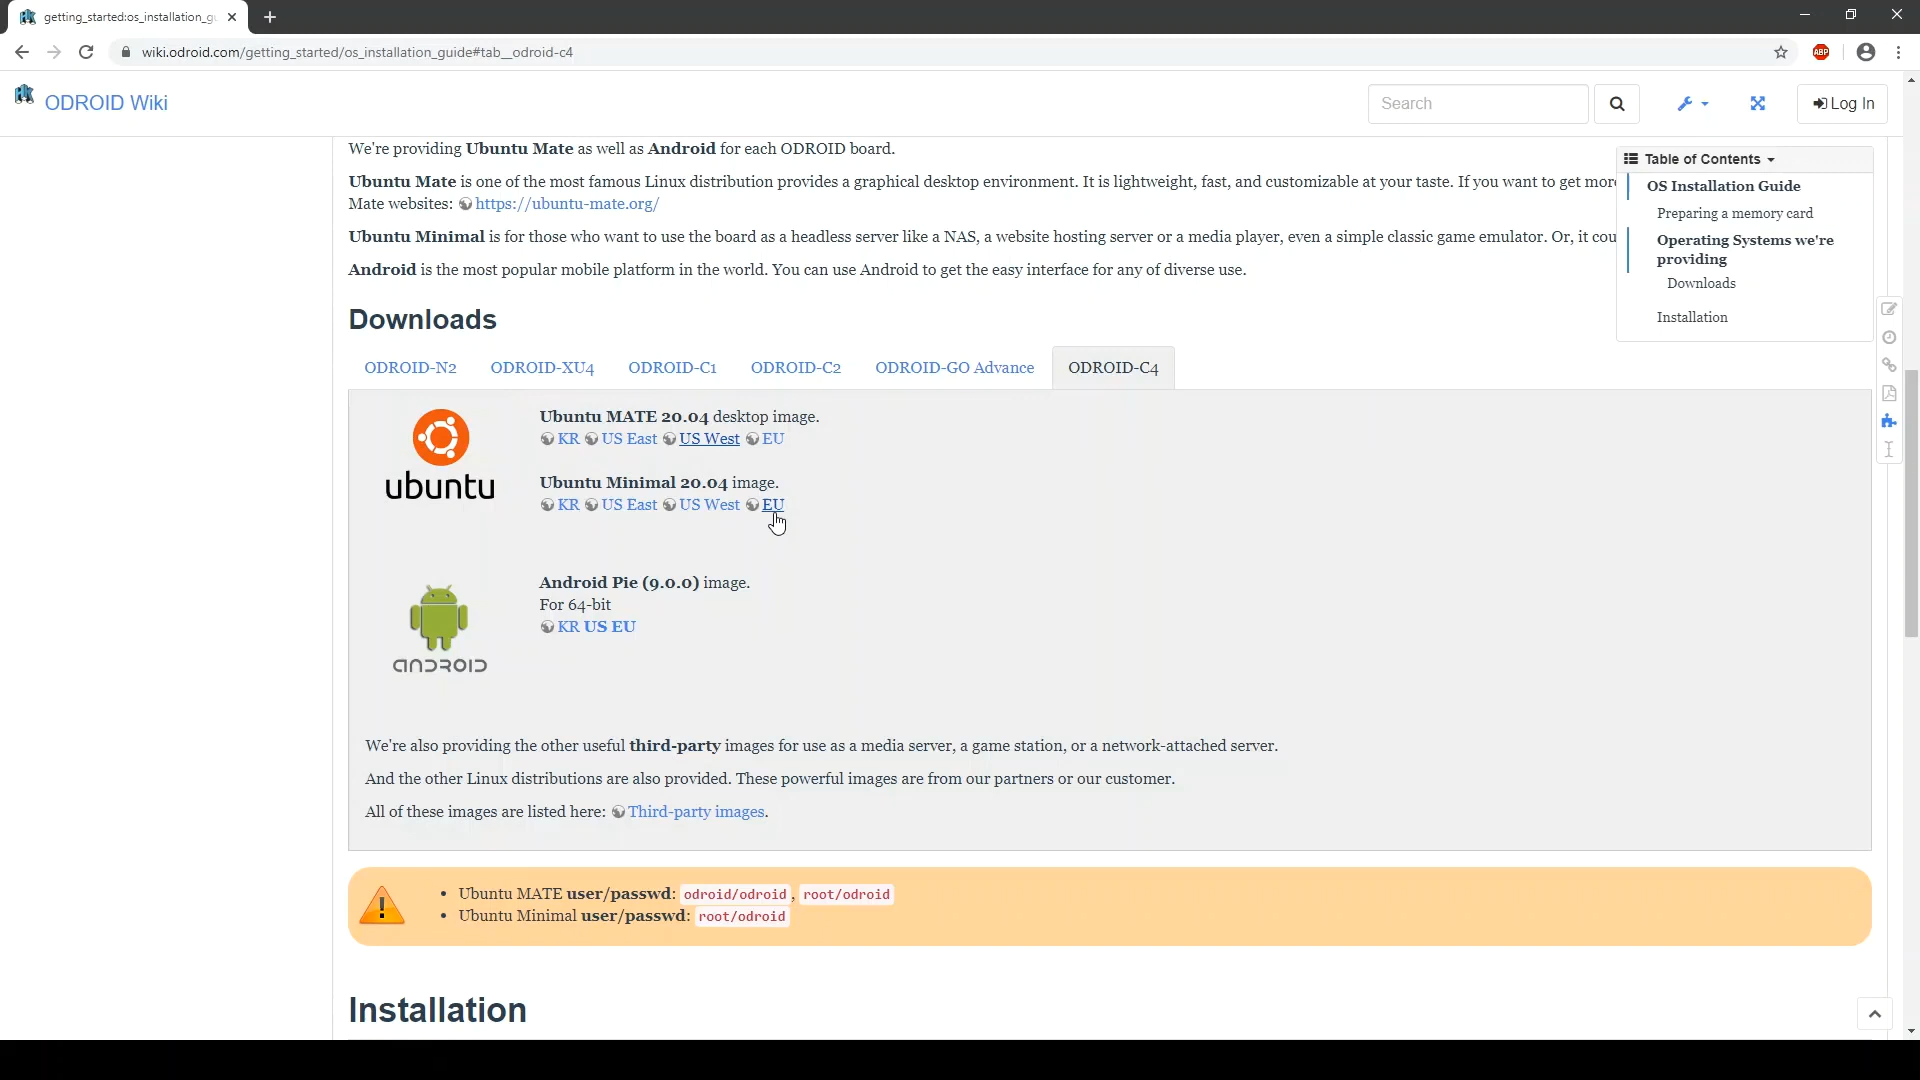 getting_started:os_installation_gu
wiki.odroid.com/getting_started/os_installation_guide#tab__odroid-c4
ABP
ODROID Wiki
Search
Log In
We're providing Ubuntu Mate as well as Android for each ODROID board.
Ubuntu Mate is one of the most famous Linux distribution provides a graphical desktop environment. It is lightweight, fast, and customizable at your taste. If you want to get more
Mate websites: https://ubuntu-mate.org/
Ubuntu Minimal is for those who want to use the board as a headless server like a NAS, a website hosting server or a media player, even a simple classic game emulator. Or, it cou
Android is the most popular mobile platform in the world. You can use Android to get the easy interface for any of diverse use.
Table of Contents
OS Installation Guide
Preparing a memory card
Operating Systems we're
providing
Downloads
Installation
Downloads
ODROID-N2 ODROID-XU4 ODROID-C1 ODROID-C2 ODROID-GO Advance ODROID-C4
ubuntu
Ubuntu MATE 20.04 desktop image.
KR US East US West EU
Ubuntu Minimal 20.04 image.
KR US East US West EU
ANDROID
Android Pie (9.0.0) image.
For 64-bit
KR US EU
We're also providing the other useful third-party images for use as a media server, a game station, or a network-attached server.
And the other Linux distributions are also provided. These powerful images are from our partners or our customer.
All of these images are listed here: Third-party images.
• Ubuntu MATE user/passwd: odroid/odroid , root/odroid
• Ubuntu Minimal user/passwd: root/odroid
Installation